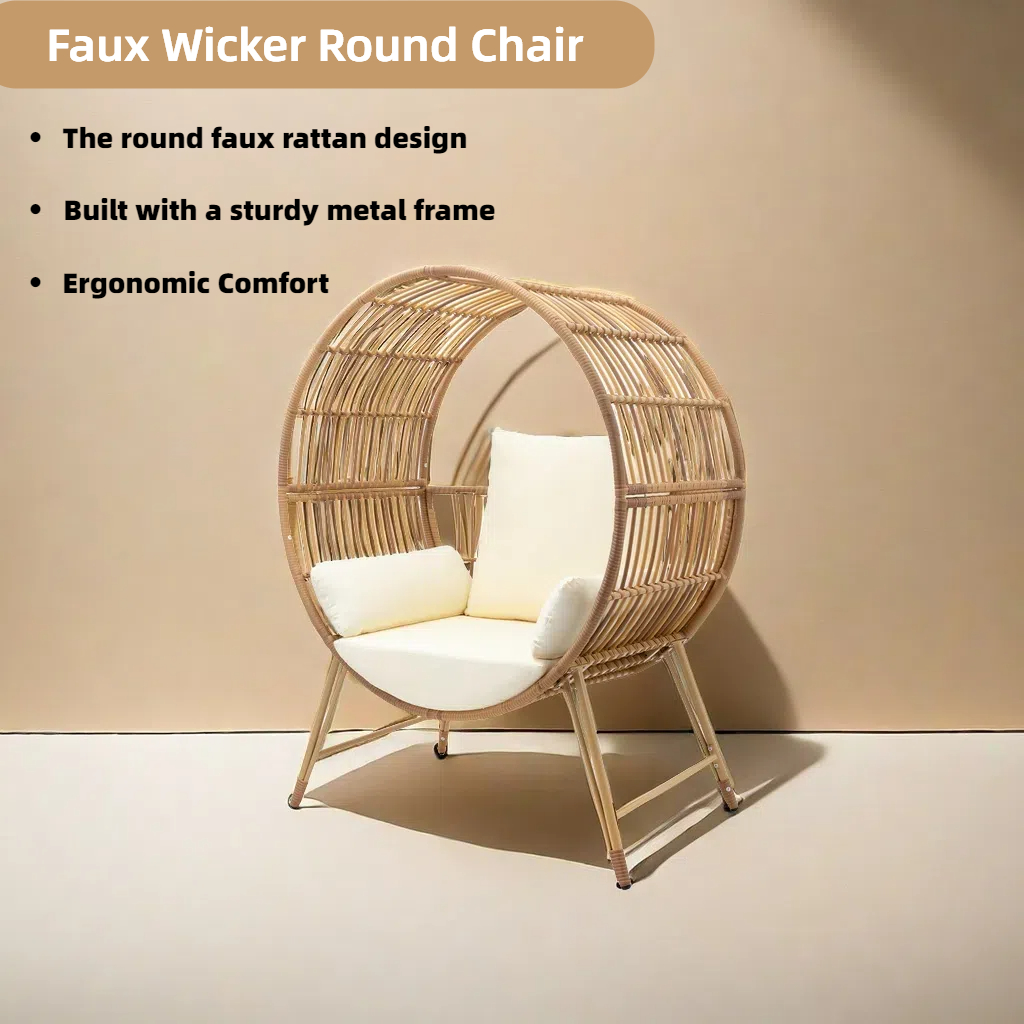 Faux Wicker Round Chair
• The round faux rattan design
• Built with a sturdy metal frame
• Ergonomic Comfort